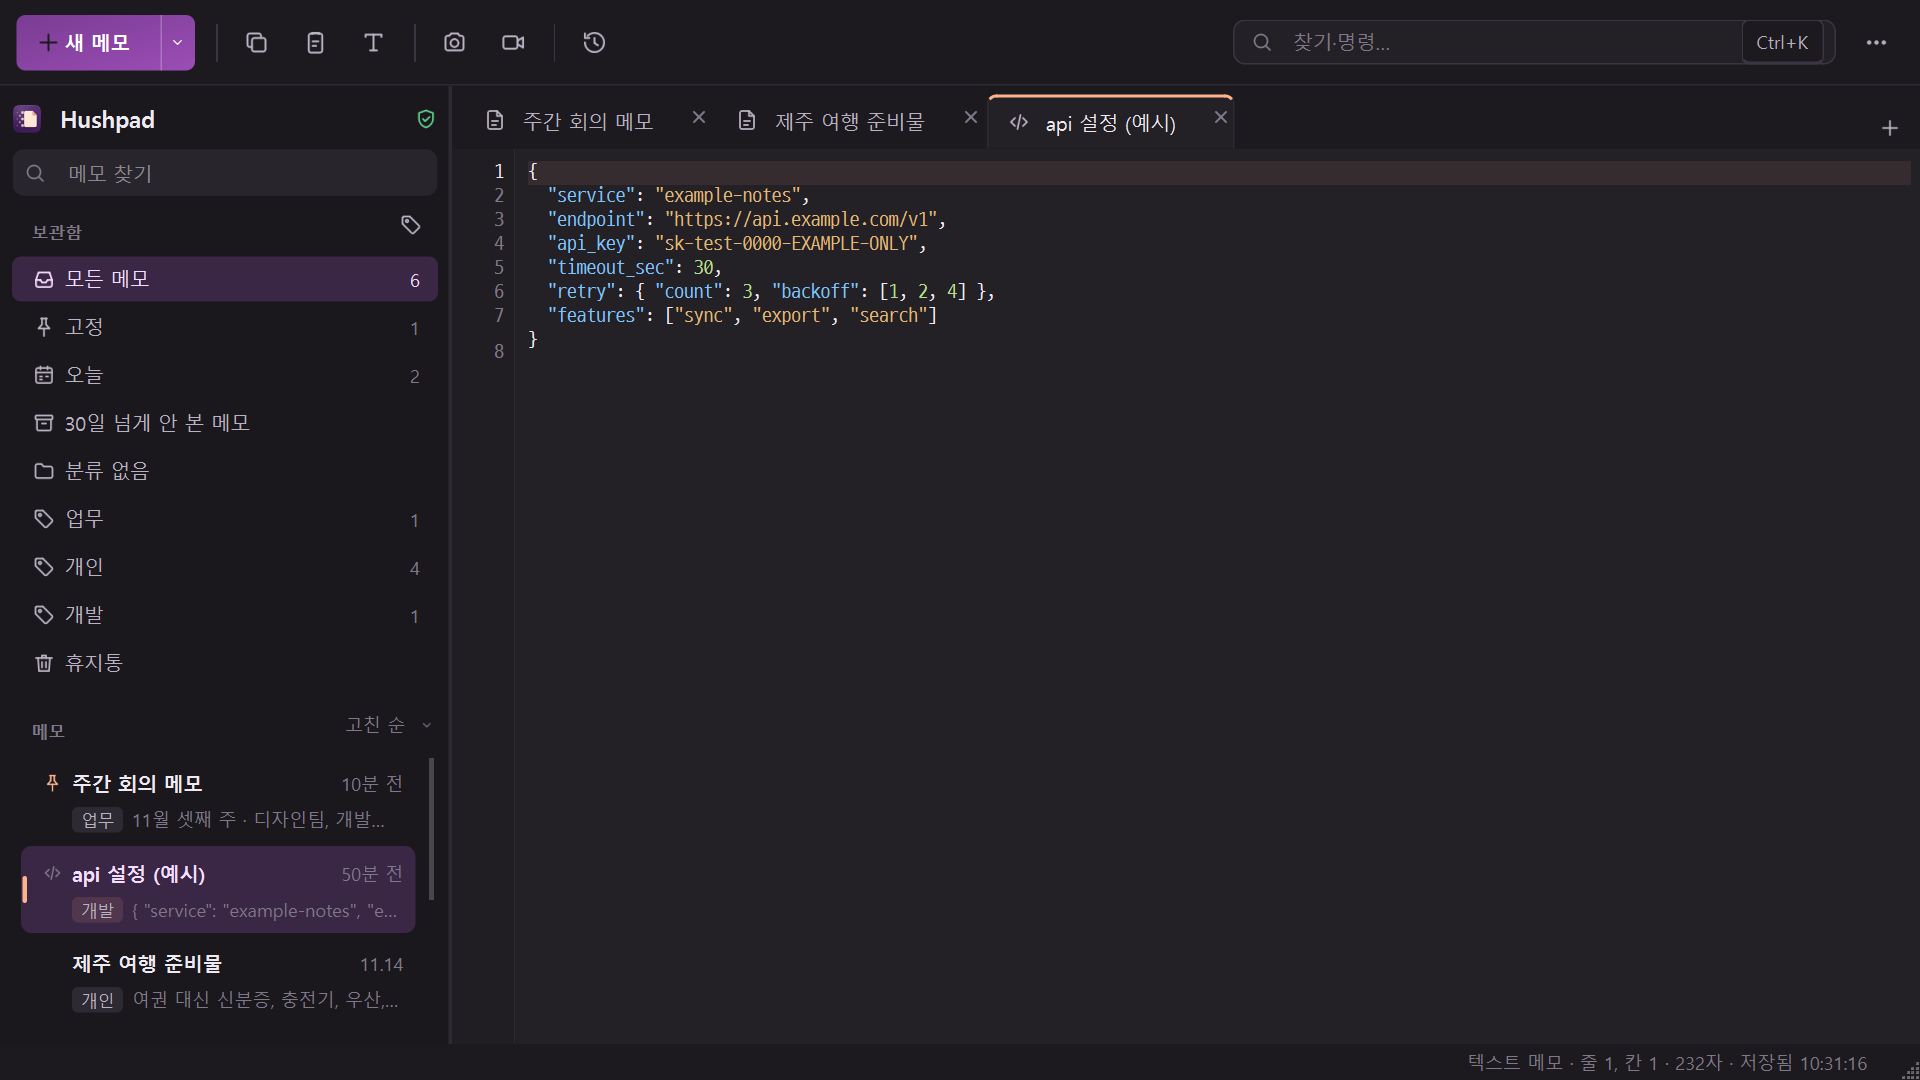 새 메모
찾기·명령...
Ctrl+K
Hushpad
메모 찾기
보관함
모든 메모 6
고정 1
오늘 2
30일 넘게 안 본 메모
분류 없음
업무 1
개인 4
개발 1
휴지통
메모
고친 순
주간 회의 메모 10분 전
업무 11월 셋째 주 · 디자인팀, 개발...
api 설정 (예시) 50분 전
개발 { "service": "example-notes", "e...
제주 여행 준비물 11.14
개인 여권 대신 신분증, 충전기, 우산,...
주간 회의 메모
제주 여행 준비물
api 설정 (예시)
1 {
2 "service": "example-notes",
3 "endpoint": "https://api.example.com/v1",
4 "api_key": "sk-test-0000-EXAMPLE-ONLY",
5 "timeout_sec": 30,
6 "retry": { "count": 3, "backoff": [1, 2, 4] },
7 "features": ["sync", "export", "search"]
}
8
텍스트 메모 · 줄 1, 칸 1 · 232자 · 저장됨 10:31:16